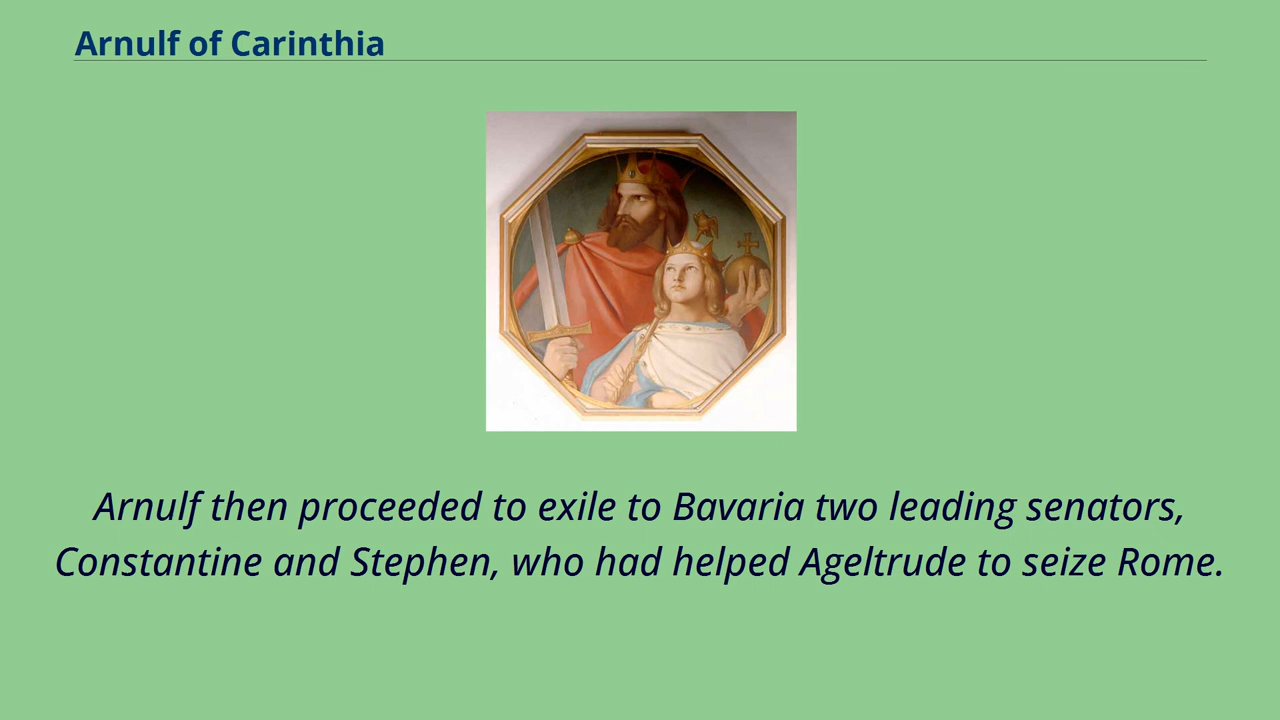 Arnulf of Carinthia
Arnulf then proceeded to exile to Bavaria two leading senators,
Constantine and Stephen, who had helped Ageltrude to seize Rome.